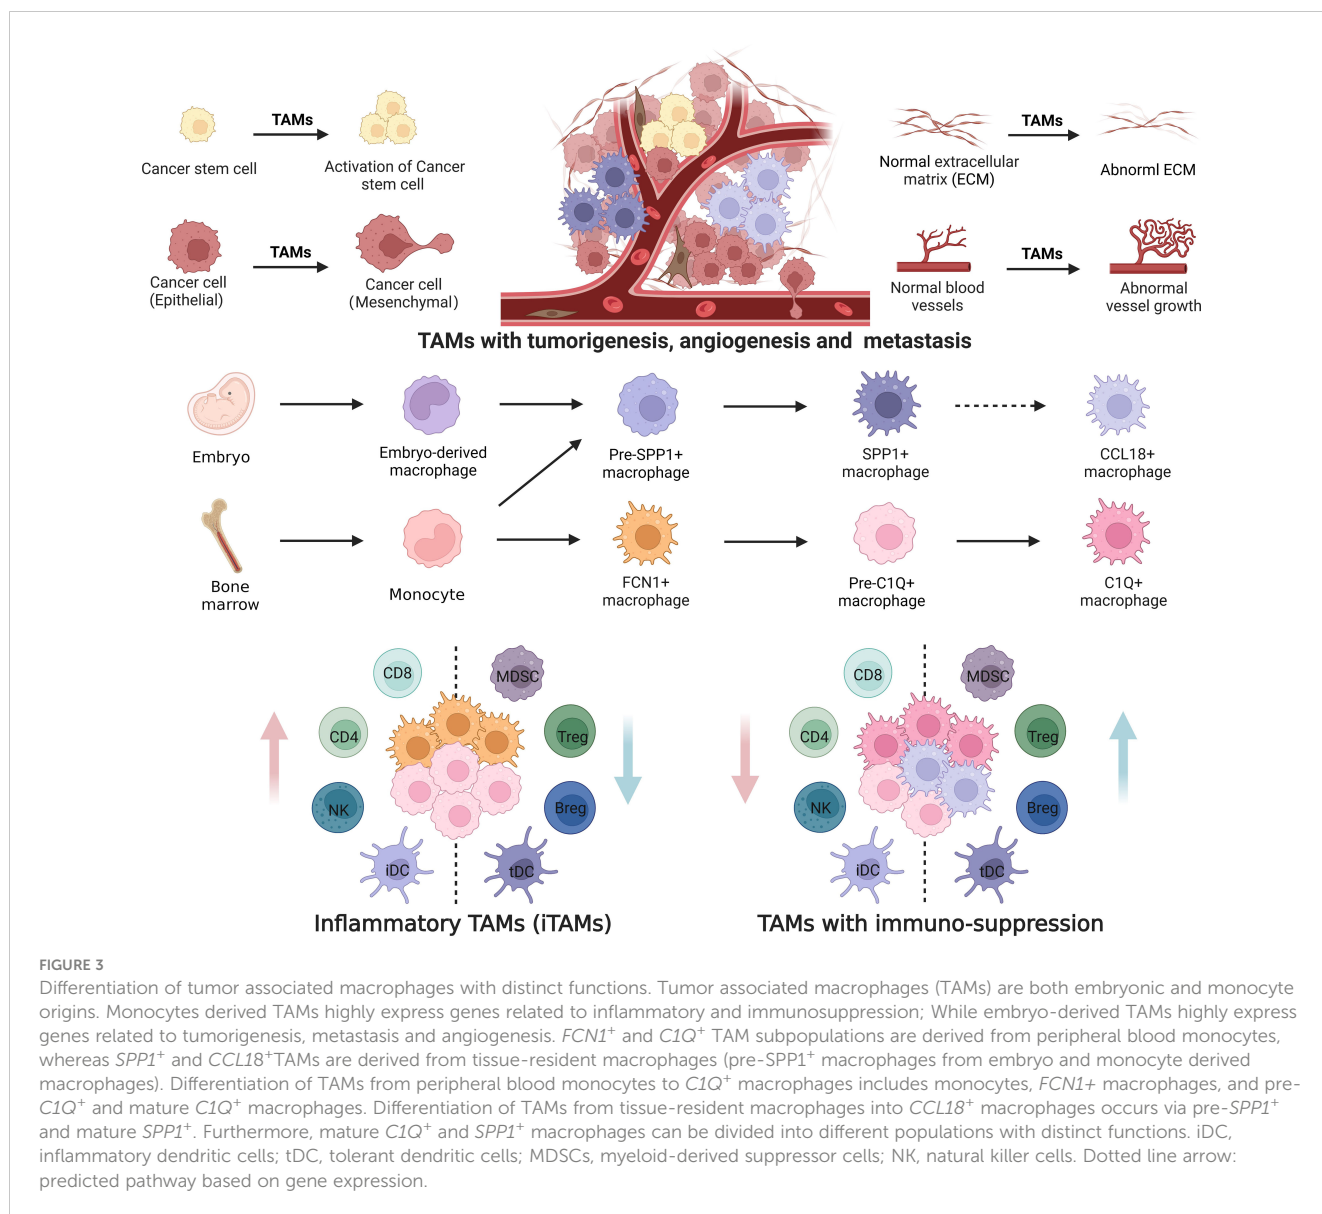 TAMs
Cancer stem cell
Activation of Cancer
stem cell
TAMs
Normal extracellular
matrix (ECM)
Abnorml ECM
TAMs
Cancer cell
(Epithelial)
Cancer cell
(Mesenchymal)
TAMs
Normal blood
vessels
Abnormal
vessel growth
TAMs with tumorigenesis, angiogenesis and metastasis
Embryo
Embryo-derived
macrophage
Pre-SPP1+
macrophage
SPP1+
macrophage
CCL18+
macrophage
Bone
marrow
Monocyte
FCN1+
macrophage
Pre-C1Q+
macrophage
C1Q+
macrophage
CD8
MDSC
CD4
Treg
NK
Breg
iDC
tDC
Inflammatory TAMs (iTAMs)
CD8
MDSC
CD4
Treg
NK
Breg
iDC
tDC
TAMs with immuno-suppression
FIGURE 3
Differentiation of tumor associated macrophages with distinct functions. Tumor associated macrophages (TAMs) are both embryonic and monocyte
origins. Monocytes derived TAMs highly express genes related to inflammatory and immunosuppression; While embryo-derived TAMs highly express
genes related to tumorigenesis, metastasis and angiogenesis. FCN1⁺ and C1Q⁺ TAM subpopulations are derived from peripheral blood monocytes,
whereas SPP1⁺ and CCL18⁺TAMs are derived from tissue-resident macrophages (pre-SPP1⁺ macrophages from embryo and monocyte derived
macrophages). Differentiation of TAMs from peripheral blood monocytes to C1Q⁺ macrophages includes monocytes, FCN1+ macrophages, and pre-
C1Q⁺ and mature C1Q⁺ macrophages. Differentiation of TAMs from tissue-resident macrophages into CCL18⁺ macrophages occurs via pre-SPP1⁺
and mature SPP1⁺. Furthermore, mature C1Q⁺ and SPP1⁺ macrophages can be divided into different populations with distinct functions. iDC,
inflammatory dendritic cells; tDC, tolerant dendritic cells; MDSCs, myeloid-derived suppressor cells; NK, natural killer cells. Dotted line arrow:
predicted pathway based on gene expression.